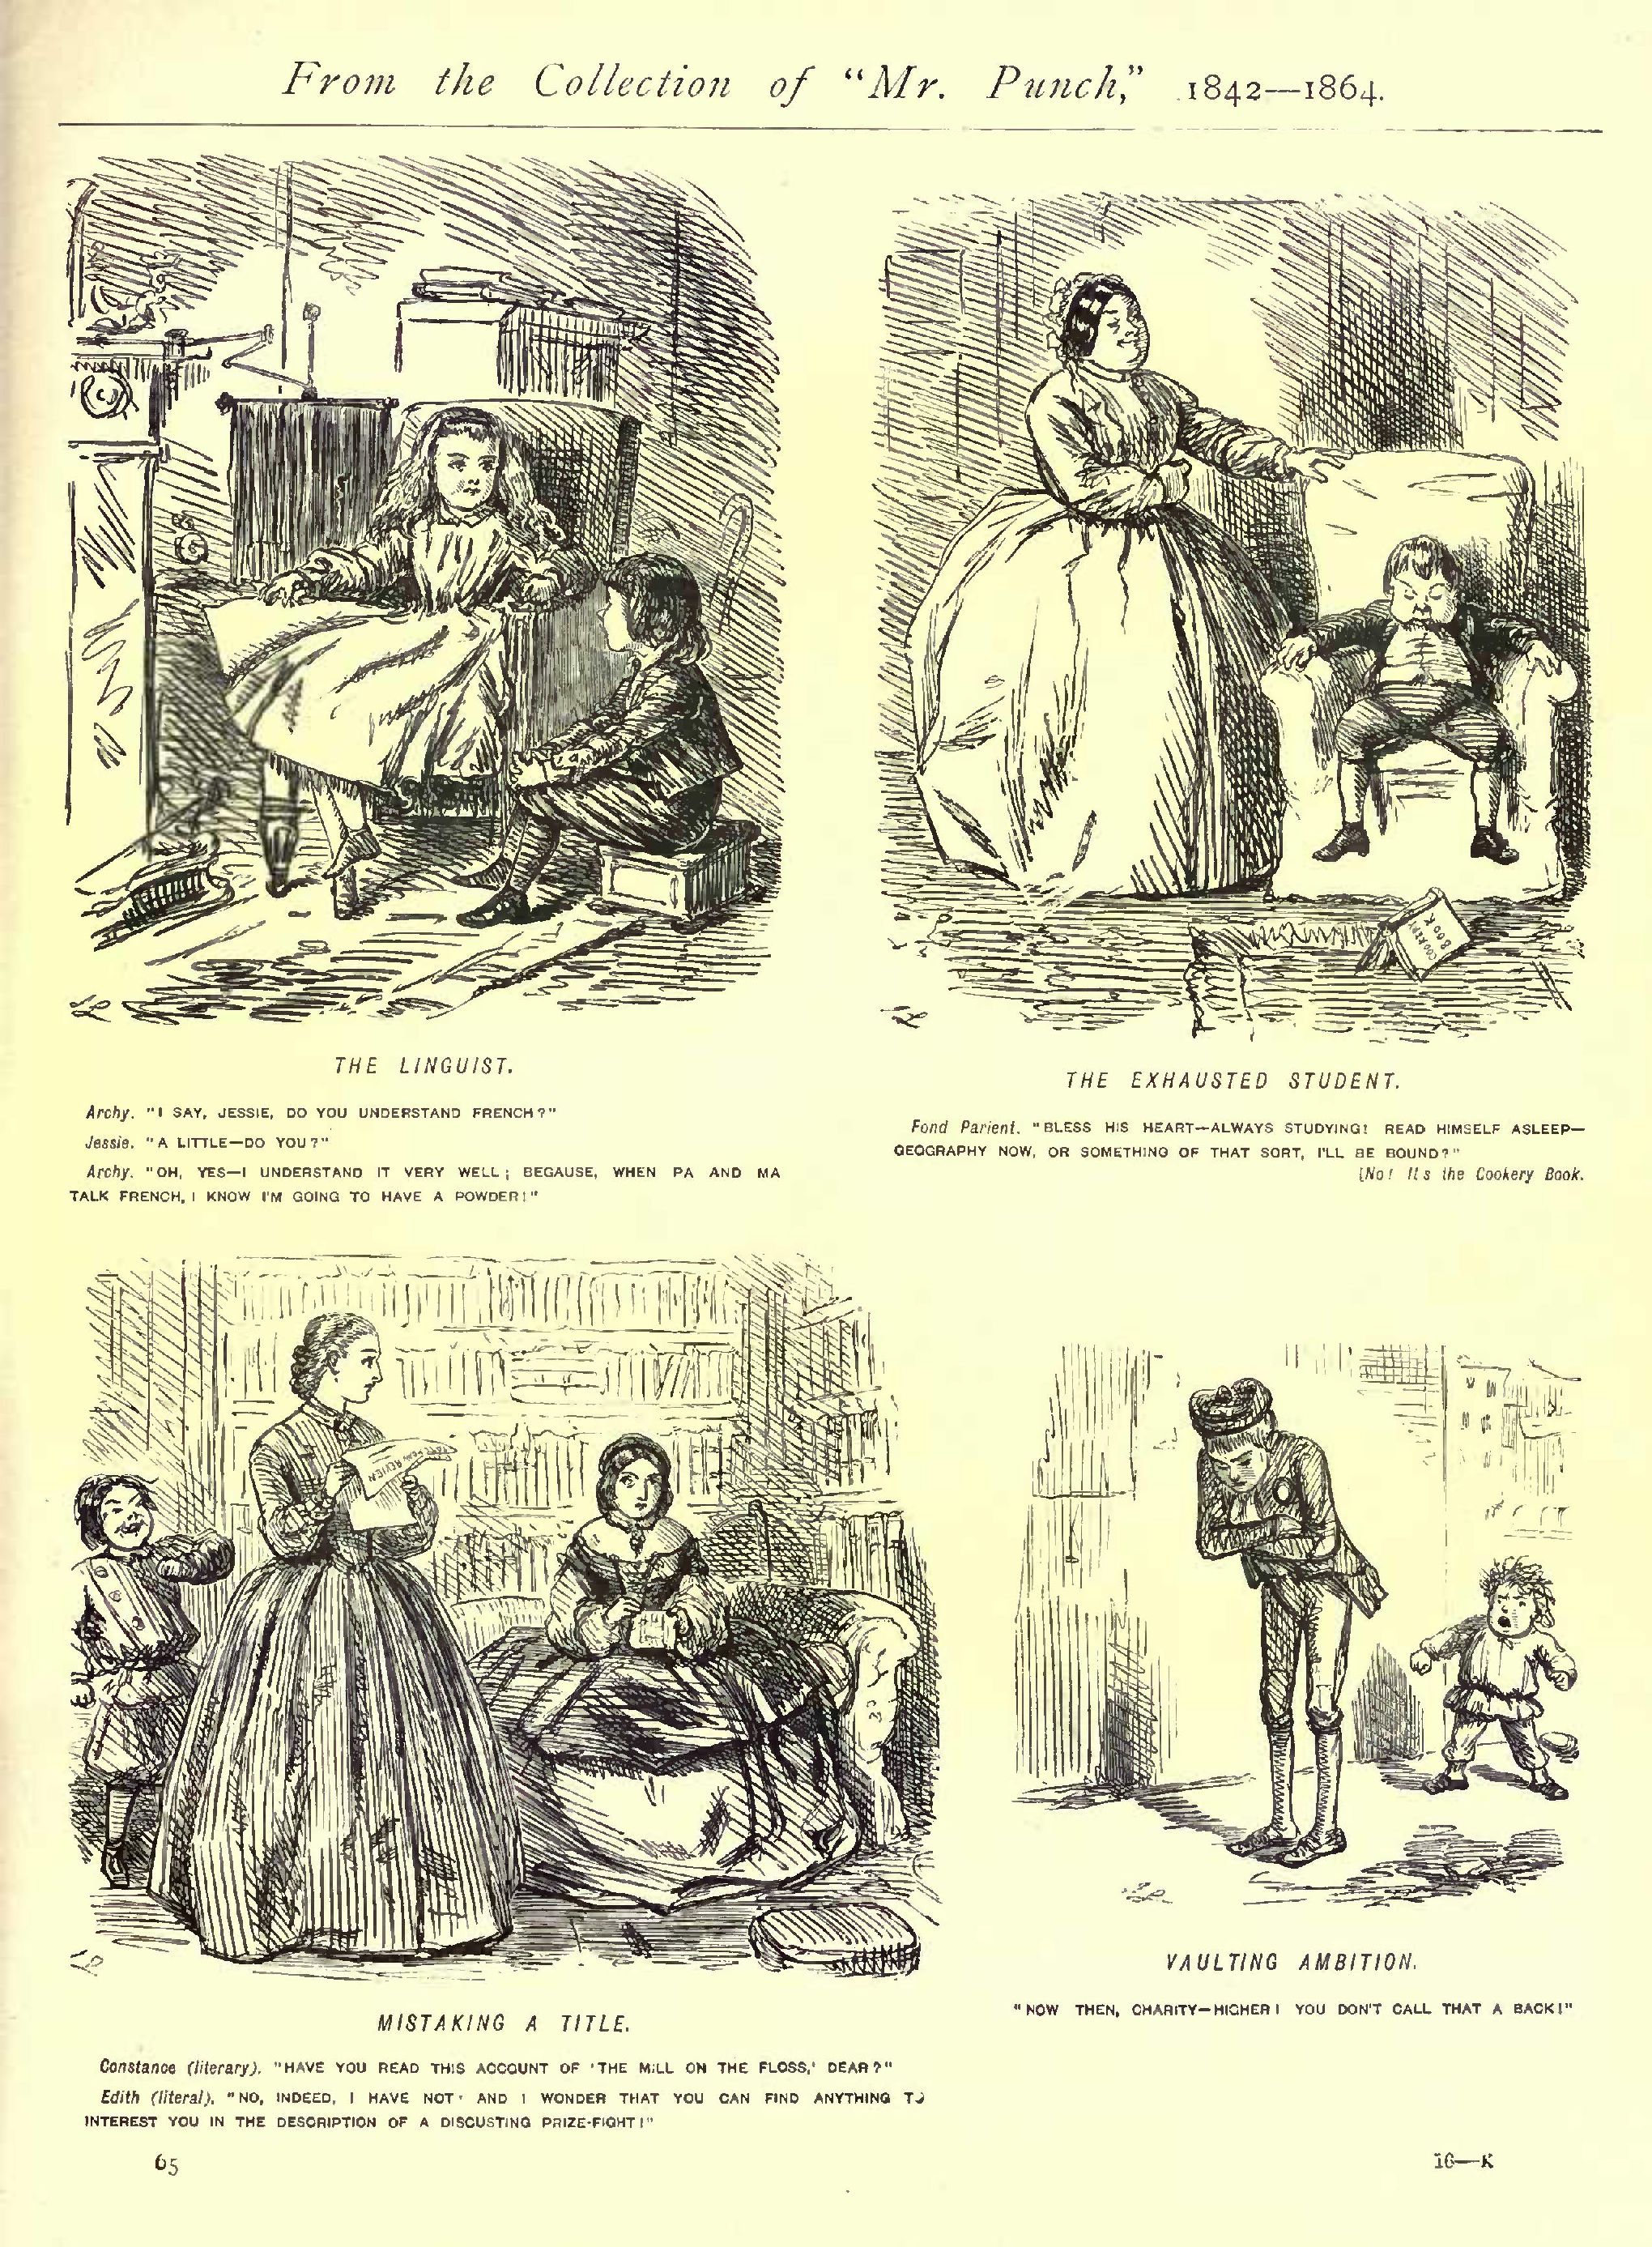 From the Collection of “Mr. Punch,” 1842—1864.
COOKERY
BOOK
THE LINGUIST.
Archy. "I SAY, JESSIE, DO YOU UNDERSTAND FRENCH?"
Jessie. "A LITTLE—DO YOU?"
Archy. "OH, YES—I UNDERSTAND IT VERY WELL; BECAUSE, WHEN PA AND MA
TALK FRENCH, I KNOW I'M GOING TO HAVE A POWDER!"
THE EXHAUSTED STUDENT.
Fond Parient. "BLESS HIS HEART—ALWAYS STUDYING! READ HIMSELF ASLEEP—
GEOGRAPHY NOW, OR SOMETHING OF THAT SORT, I'LL BE BOUND?"
[No! It's the Cookery Book.
REVIEW
MISTAKING A TITLE.
Constance (literary). "HAVE YOU READ THIS ACCOUNT OF 'THE MILL ON THE FLOSS,' DEAR?"
Edith (literal). "NO, INDEED, I HAVE NOT; AND I WONDER THAT YOU CAN FIND ANYTHING TO
INTEREST YOU IN THE DESCRIPTION OF A DISGUSTING PRIZE-FIGHT!"
VAULTING AMBITION.
"NOW THEN, CHARITY—HIGHER! YOU DON'T CALL THAT A BACK!"
65
16—K